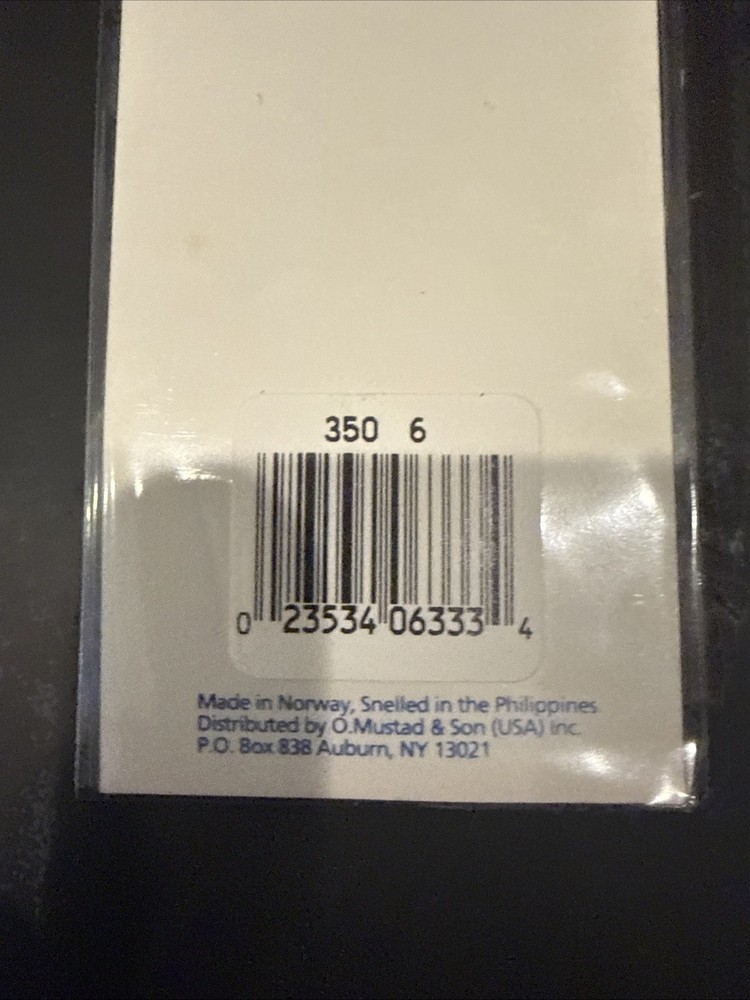 350 6
0 23534 06333 4
Made in Norway, Snelled in the Philippines
Distributed by O.Mustad & Son (USA) Inc.
P.O. Box 838 Auburn, NY 13021